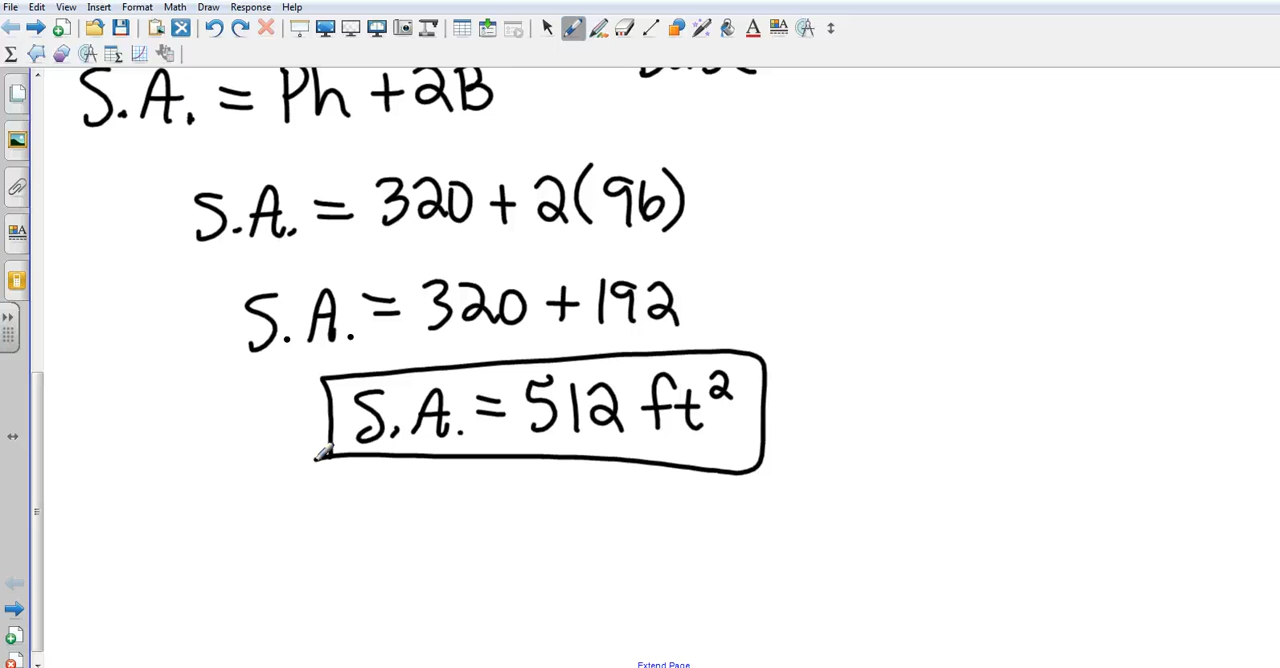 File Edit View Insert Format Math Draw Response Help
S.A. = Ph + 2B
S.A. = 320 + 2(96)
S.A. = 320 + 192
S.A. = 512 ft²
Extend Page